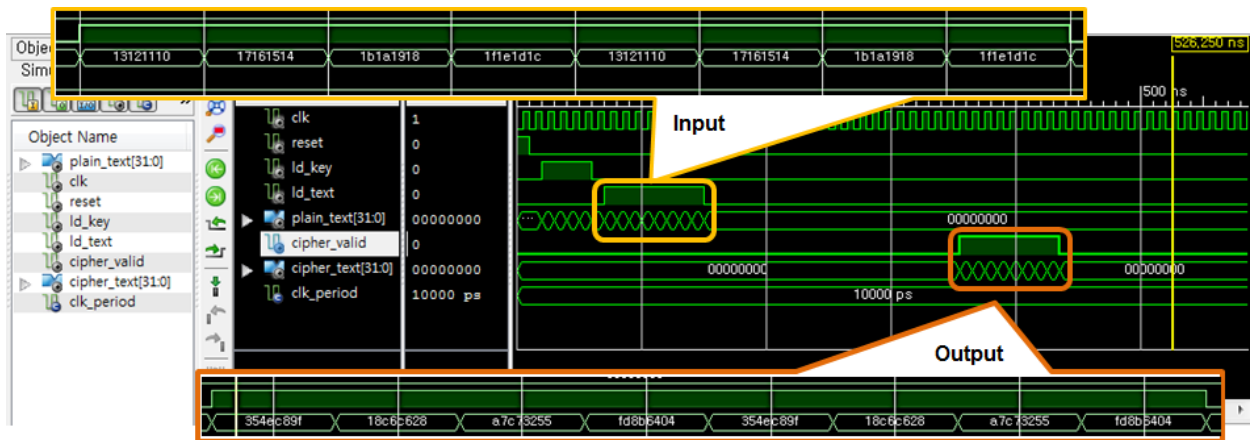 13121110 17161514 1b1a1918 1f1e1d1c 13121110 17161514 1b1a1918 1f1e1d1c
526,250 ns
500 ns
Object Name
plain_text[31:0]
clk
reset
ld_key
ld_text
cipher_valid
cipher_text[31:0]
clk_period
clk 1
reset 0
ld_key 0
ld_text 0
plain_text[31:0] 00000000 00000000
cipher_valid 0
cipher_text[31:0] 00000000 00000000 00000000
clk_period 10000 ps 10000 ps
Input
Output
354ec89f 18c6c628 a7c73255 fd8b6404 354ec89f 18c6c628 a7c73255 fd8b6404